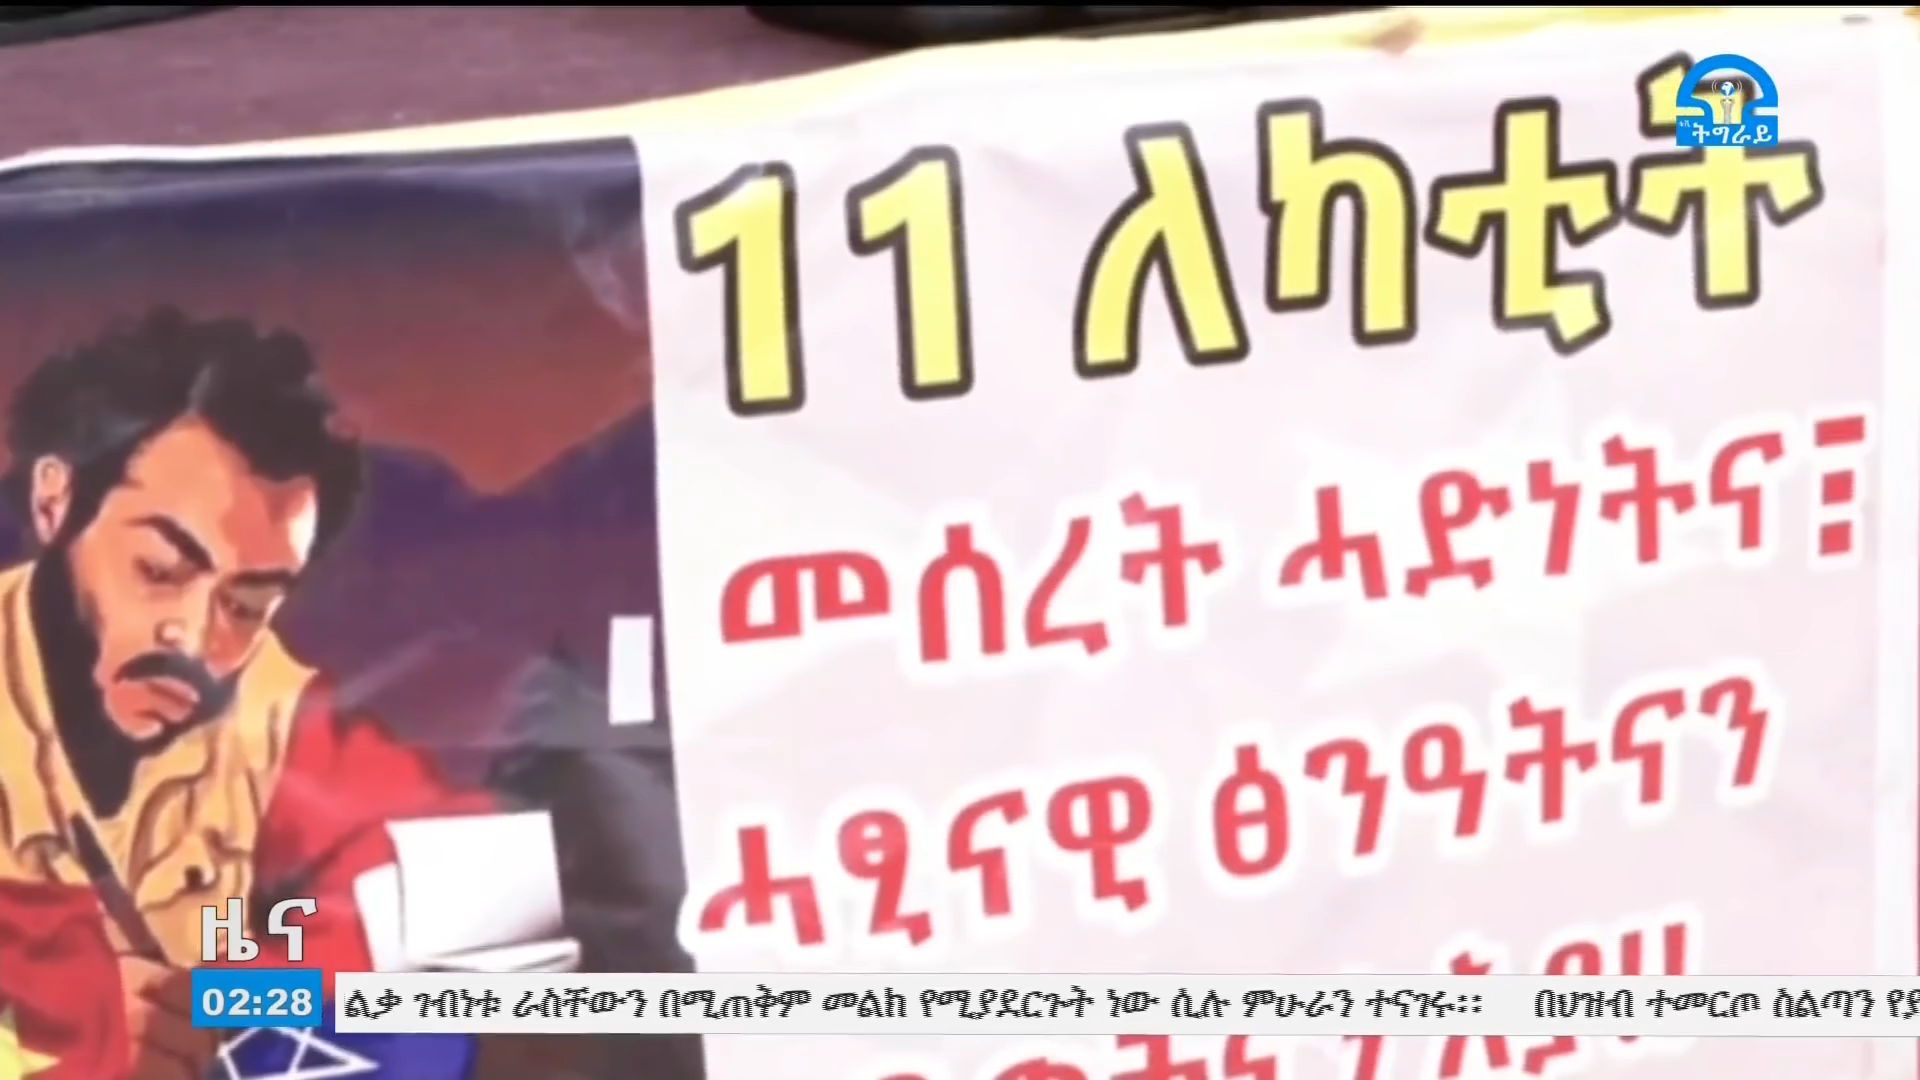 ትግራይ
11 ለካቲት
መሰረት ሓድነትና፤
ሓፂናዊ ፅንዓትናን
ዜና
02:28
ልቃ ገብነቱ ራስቸውን በሚጠቅም መልክ የሚያደርጉት ነው ሲሉ ምሁራን ተናገሩ። በህዝብ ተመርጦ ስልጣን